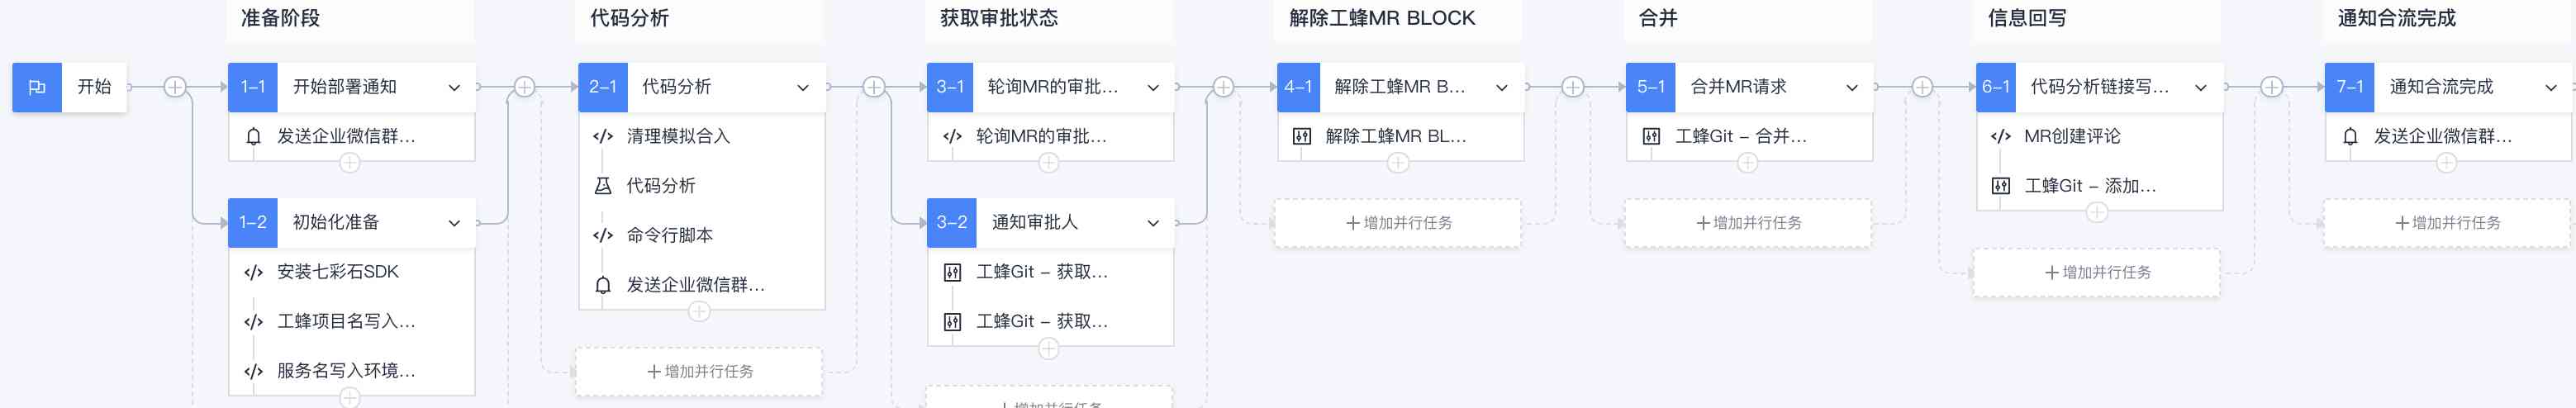 准备阶段
代码分析
获取审批状态
解除工蜂MR BLOCK
合并
信息回写
通知合流完成
开始
1-1 开始部署通知
发送企业微信群...
1-2 初始化准备
安装七彩石SDK
工蜂项目名写入...
服务名写入环境...
2-1 代码分析
清理模拟合入
代码分析
命令行脚本
发送企业微信群...
+增加并行任务
3-1 轮询MR的审批...
轮询MR的审批...
3-2 通知审批人
工蜂Git - 获取...
工蜂Git - 获取...
+增加并行任务
4-1 解除工蜂MR B...
解除工蜂MR BL...
+增加并行任务
5-1 合并MR请求
工蜂Git - 合并...
+增加并行任务
6-1 代码分析链接写...
MR创建评论
工蜂Git - 添加...
+增加并行任务
7-1 通知合流完成
发送企业微信群...
+增加并行任务